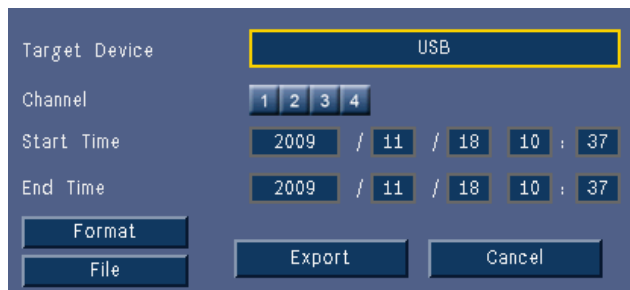 Target Device USB
Channel 1 2 3 4
Start Time 2009 / 11 / 18 10 : 37
End Time 2009 / 11 / 18 10 : 37
Format
Export Cancel
File